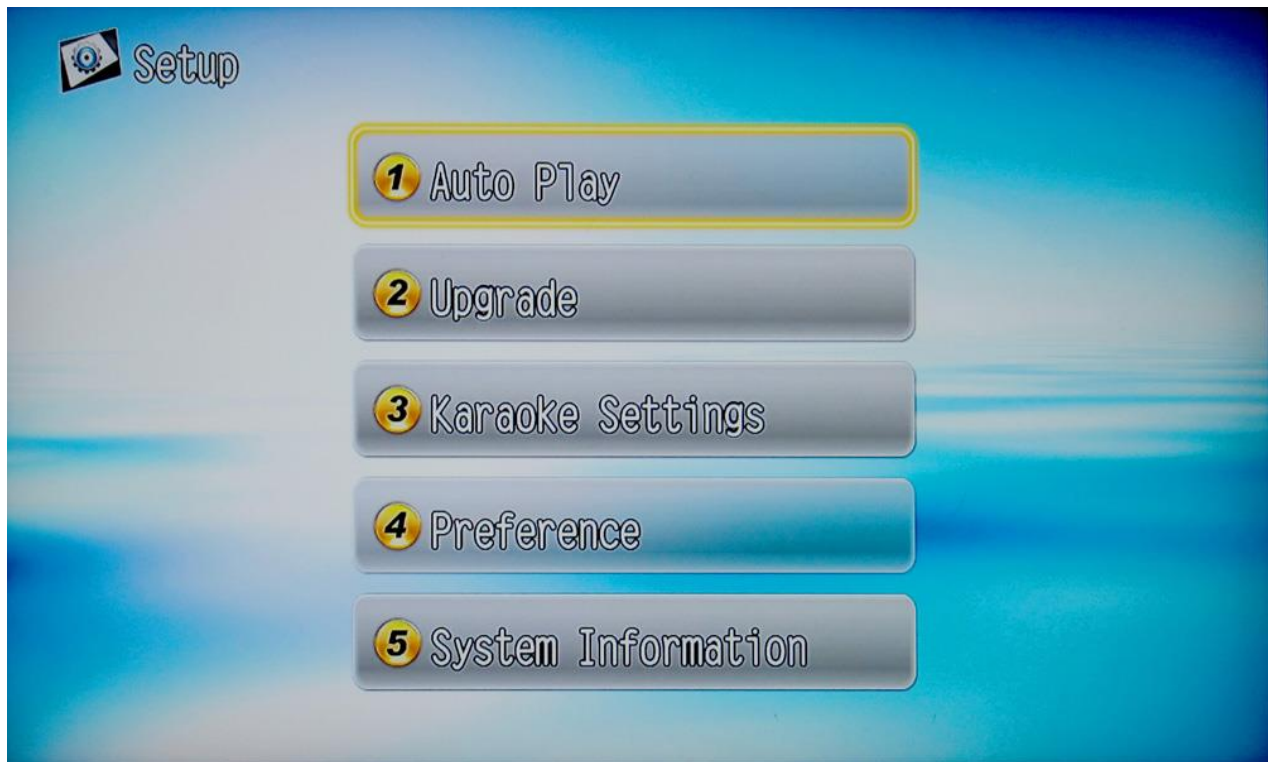 Setup
1 Auto Play
2 Upgrade
3 Karaoke Settings
4 Preference
5 System Information